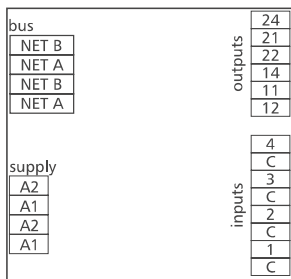 bus
NET B
NET A
NET B
NET A
supply
A2
A1
A2
A1
outputs
24
21
22
14
11
12
inputs
4
C
3
C
2
C
1
C